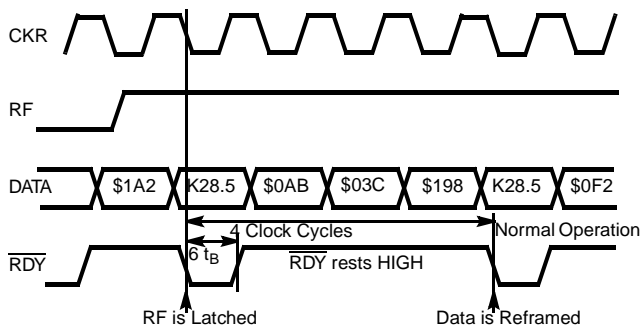 CKR
RF
DATA $1A2 K28.5 $0AB $03C $198 K28.5 $0F2
4 Clock Cycles Normal Operation
6 tB
RDY RDY rests HIGH
RF is Latched Data is Reframed